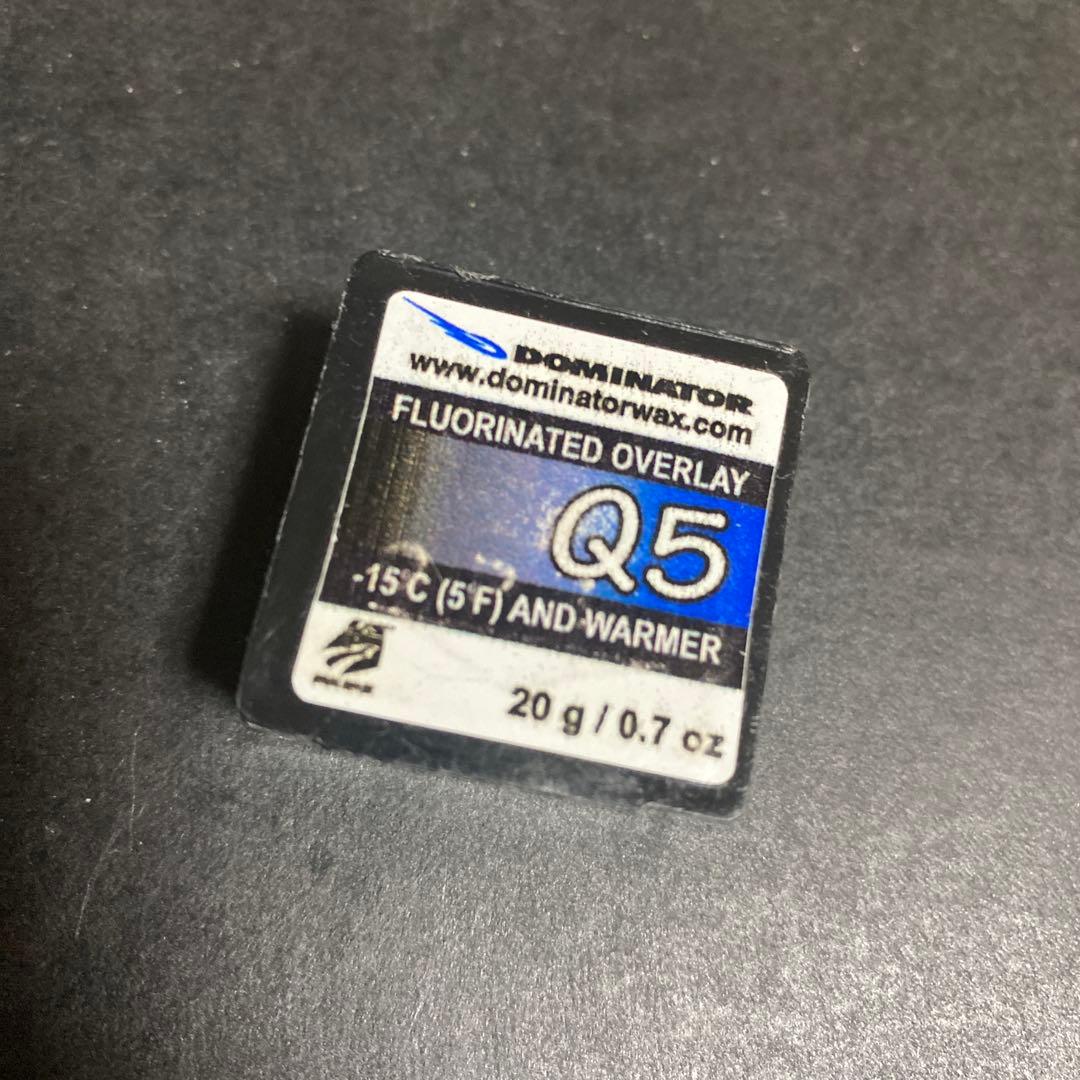 DOMINATOR
www.dominatorwax.com
FLUORINATED OVERLAY
Q5
-15°C (5°F) AND WARMER
20 g / 0.7 oz